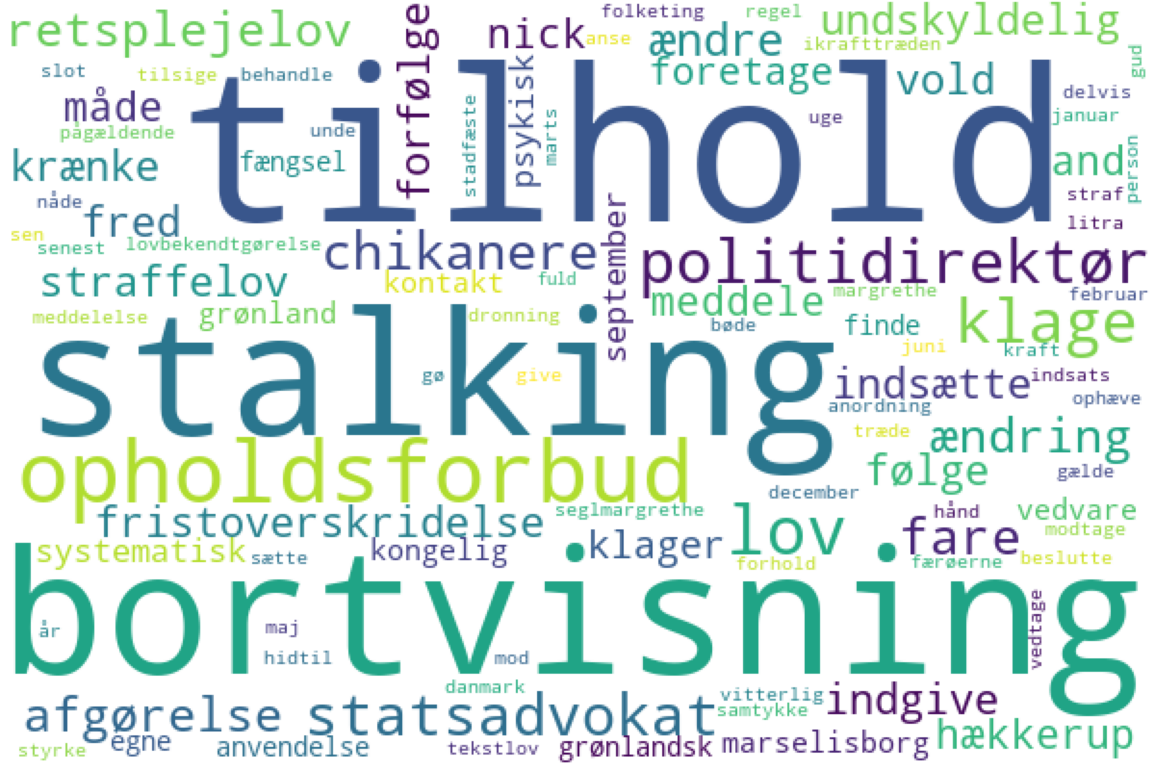 folketing regel
retsplejelov forfølge nick anse ændre ikrafttræden undskyldelig
slot tilsige behandle foretage vold gud
måde tilhold psykisk stadfæste marts uge delvis
pågældende unde januar
krænke fængsel and person
nåde fred straf
sen senest lovbekendtgørelse september litra
chikanere politidirektør
straffelov kontakt fuld meddele margrethe februar
meddelelse grønland dronning bøde finde klage
stalking juni kraft
gø give indsætte indsats
anordning ophæve
opholdsforbud træde ændring
følge gælde
december
fristoverskridelse seglmargrethe lov hånd vedvare
systematisk sætte kongelig klager fare modtage
forhold færøerne beslutte
bortvisning
år maj vedtage
hidtil mod
danmark
afgørelse statsadvokat vitterlig indgive
samtykke
styrke egne anvendelse tekstlov grønlandsk marselisborg hækkerup